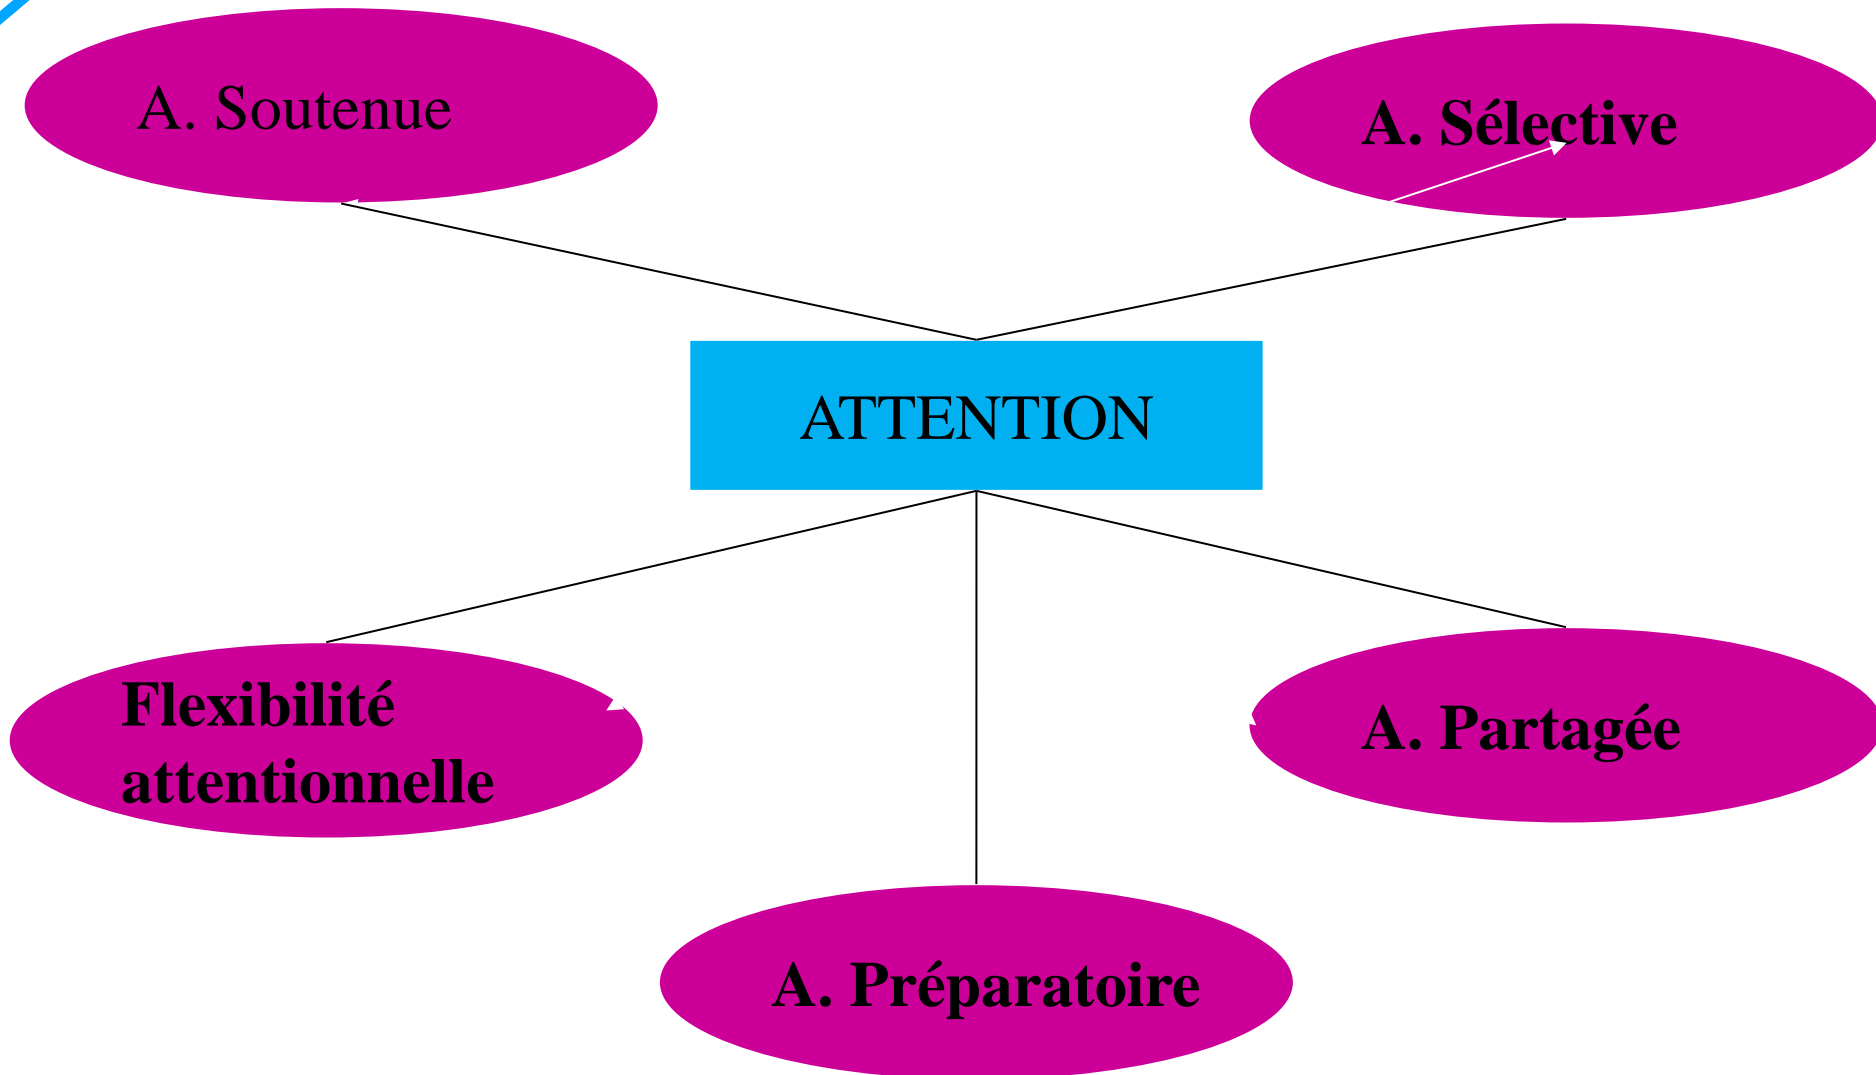 A. Soutenue
A. Sélective
ATTENTION
Flexibilité
attentionnelle
A. Partagée
A. Préparatoire